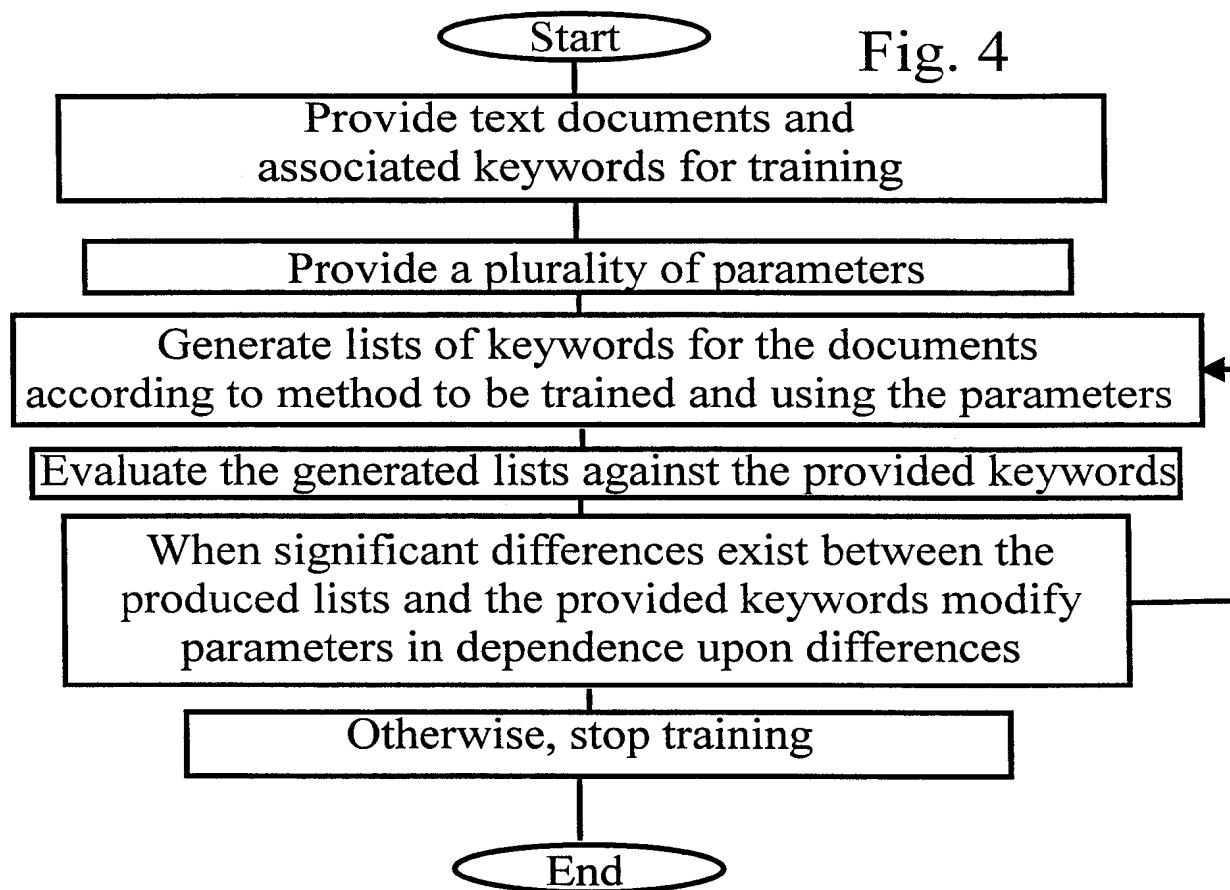 Start
Fig. 4
Provide text documents and
associated keywords for training
Provide a plurality of parameters
Generate lists of keywords for the documents
according to method to be trained and using the parameters
Evaluate the generated lists against the provided keywords
When significant differences exist between the
produced lists and the provided keywords modify
parameters in dependence upon differences
Otherwise, stop training
End